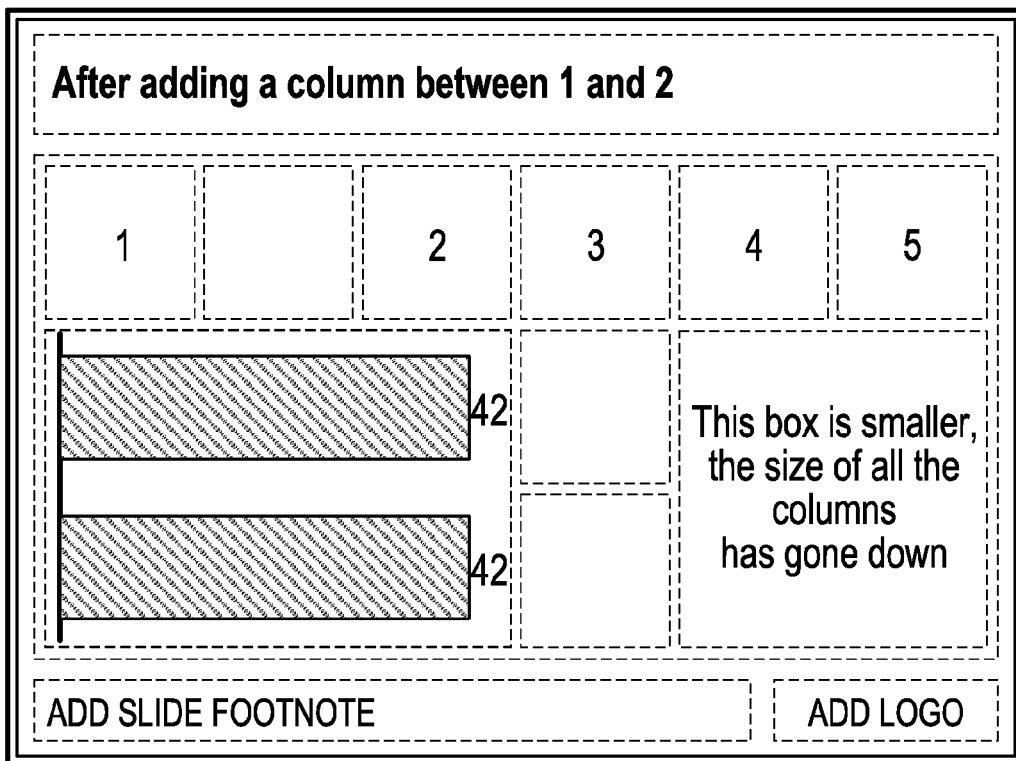 After adding a column between 1 and 2
1 2 3 4 5
42
42
This box is smaller,
the size of all the
columns
has gone down
ADD SLIDE FOOTNOTE
ADD LOGO